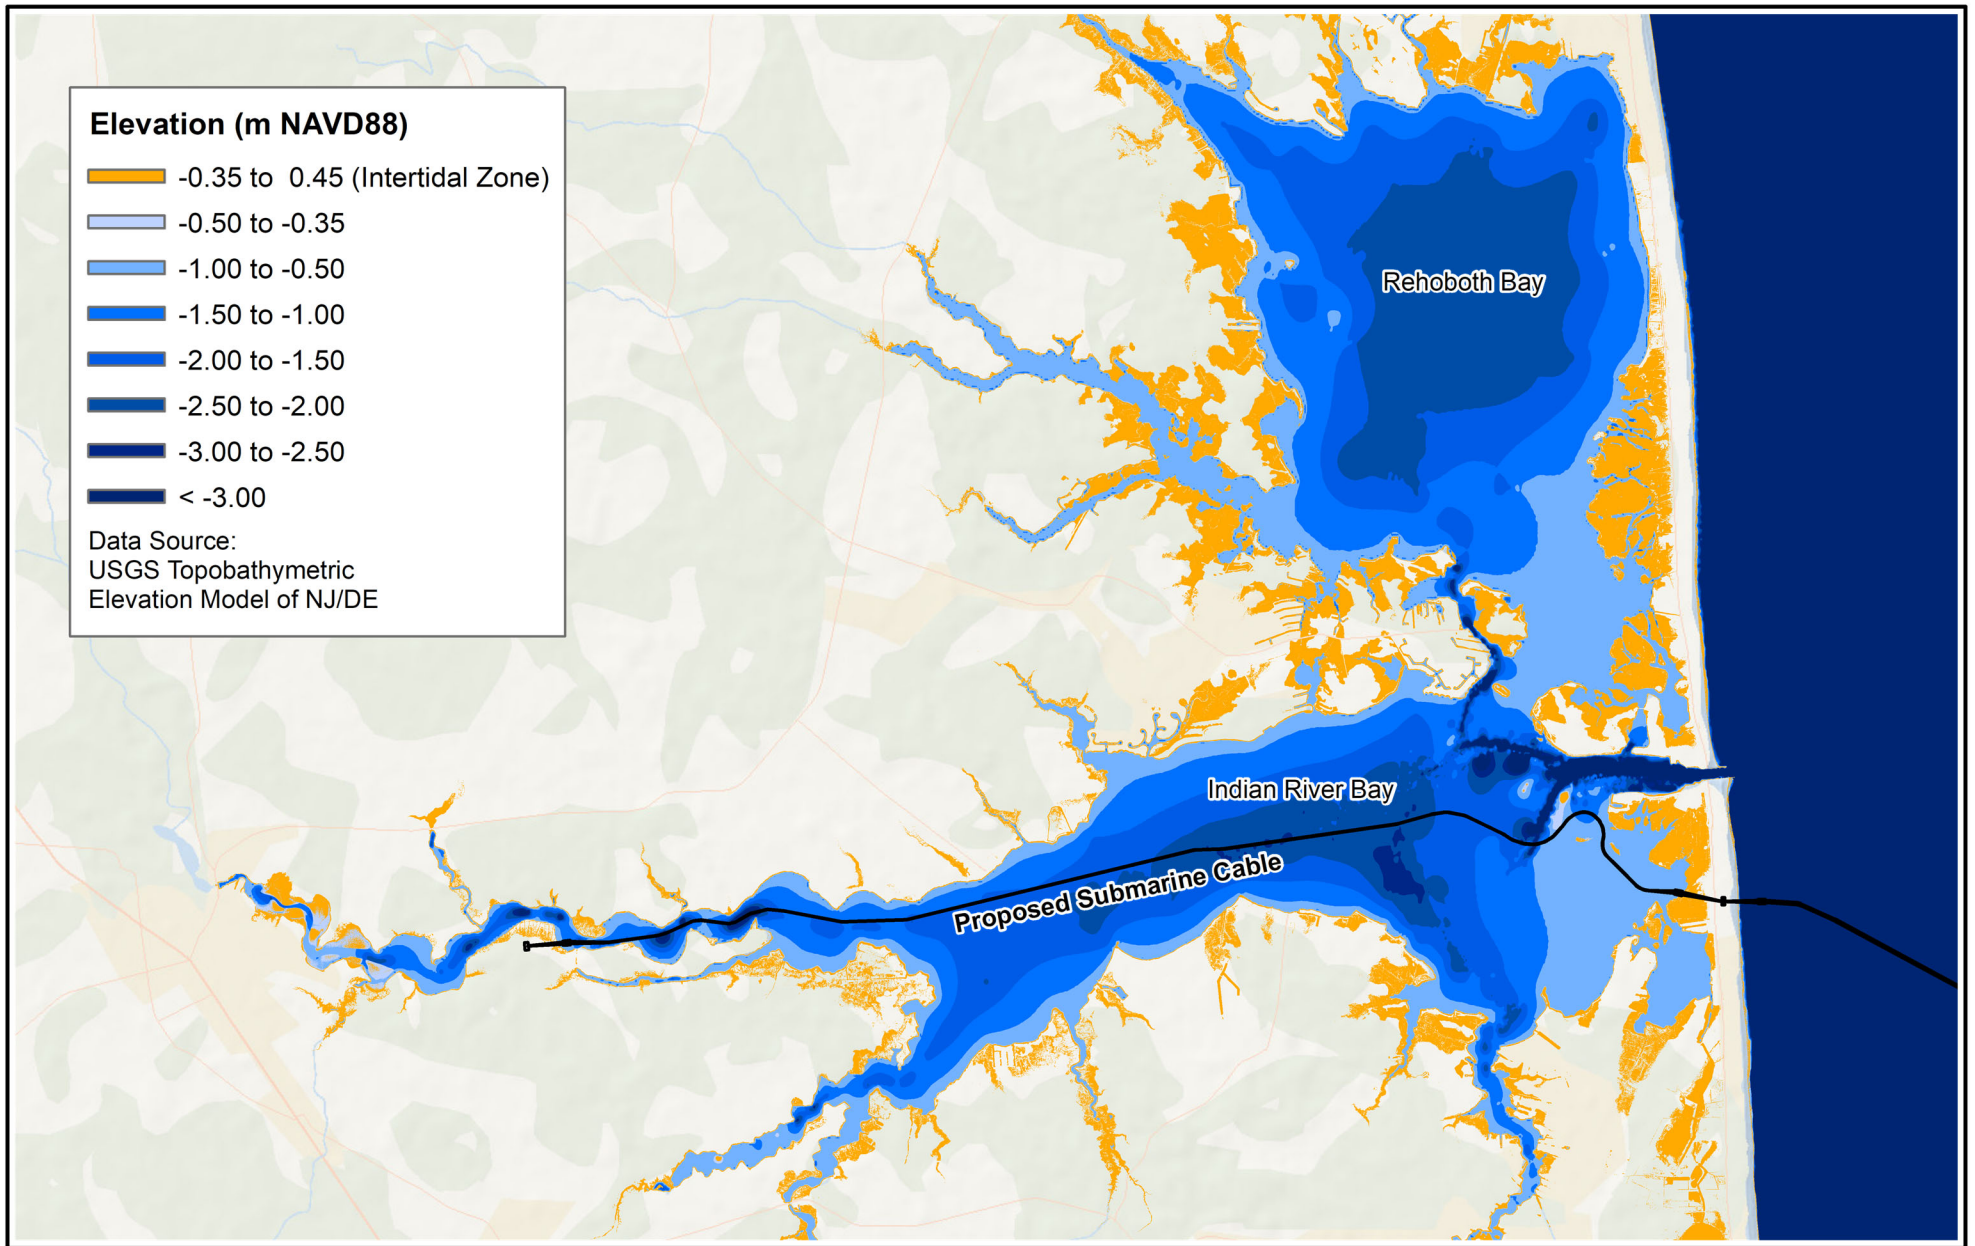 Elevation (m NAVD88)
-0.35 to 0.45 (Intertidal Zone)
-0.50 to -0.35
-1.00 to -0.50
-1.50 to -1.00
-2.00 to -1.50
-2.50 to -2.00
-3.00 to -2.50
< -3.00
Data Source:
USGS Topobathymetric
Elevation Model of NJ/DE
Rehoboth Bay
Indian River Bay
Proposed Submarine Cable